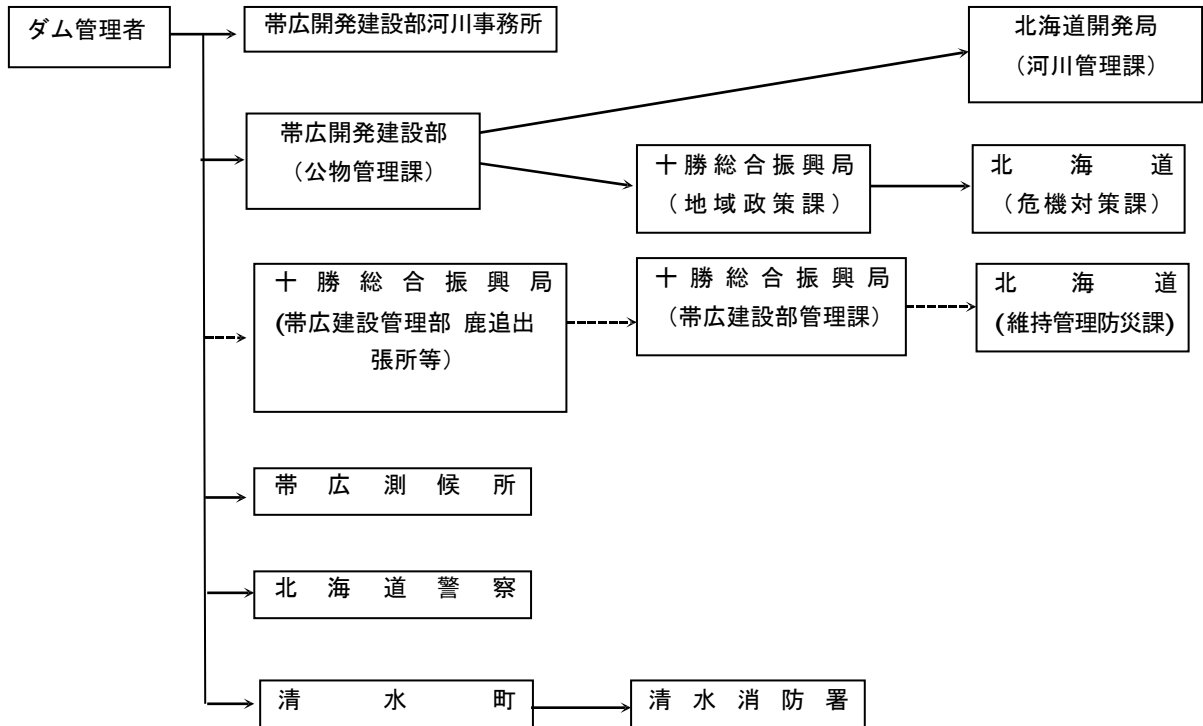 ダム管理者
帯広開発建設部河川事務所
北海道開発局
（河川管理課）
帯広開発建設部
（公物管理課）
十勝総合振興局
（地域政策課）
北海道
（危機対策課）
十勝総合振興局
(帯広建設管理部 鹿追出
張所等）
十勝総合振興局
（帯広建設部管理課）
北海道
(維持管理防災課)
帯広測候所
北海道警察
清水町
清水消防署